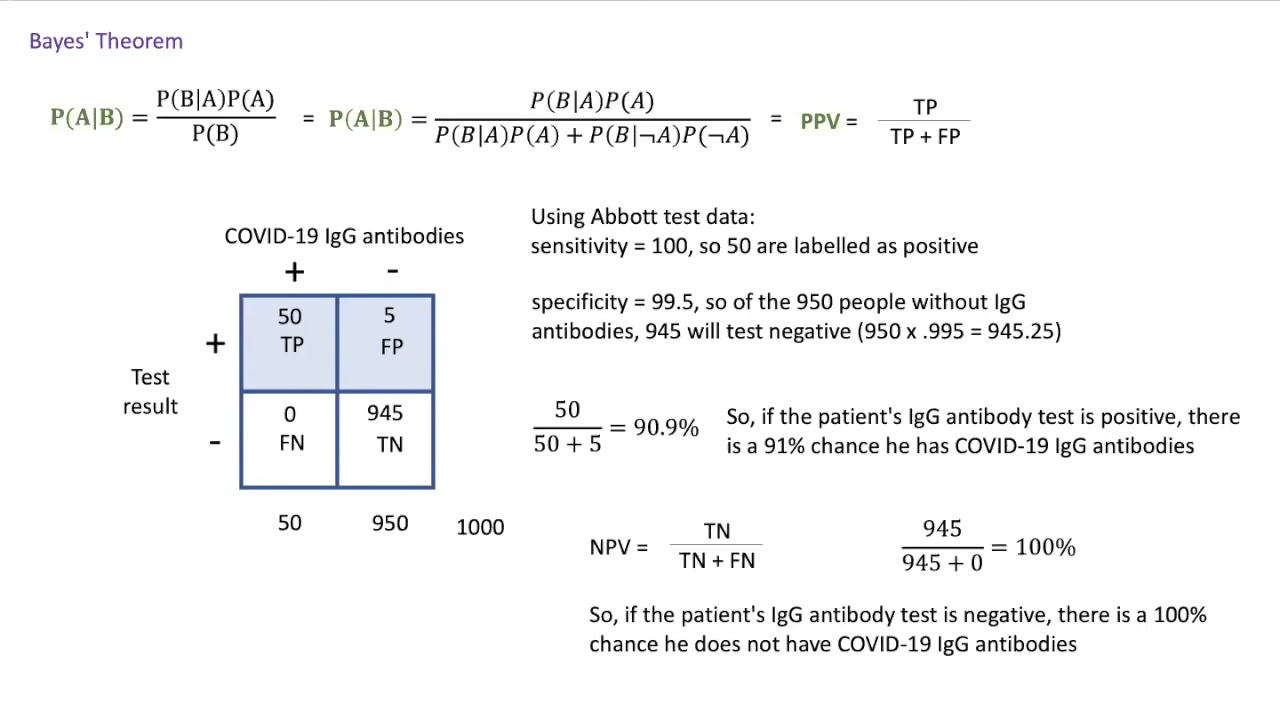 Bayes' Theorem
P(A|B) = P(B|A)P(A) / P(B) = P(A|B) = P(B|A)P(A) / P(B|A)P(A) + P(B|¬A)P(¬A) = PPV = TP / TP + FP
COVID-19 IgG antibodies
+ -
Test
result
+
50
TP
5
FP
-
0
FN
945
TN
50 950 1000
Using Abbott test data:
sensitivity = 100, so 50 are labelled as positive
specificity = 99.5, so of the 950 people without IgG
antibodies, 945 will test negative (950 x .995 = 945.25)
50 / 50 + 5 = 90.9%
So, if the patient's IgG antibody test is positive, there
is a 91% chance he has COVID-19 IgG antibodies
NPV = TN / TN + FN
945 / 945 + 0 = 100%
So, if the patient's IgG antibody test is negative, there is a 100%
chance he does not have COVID-19 IgG antibodies